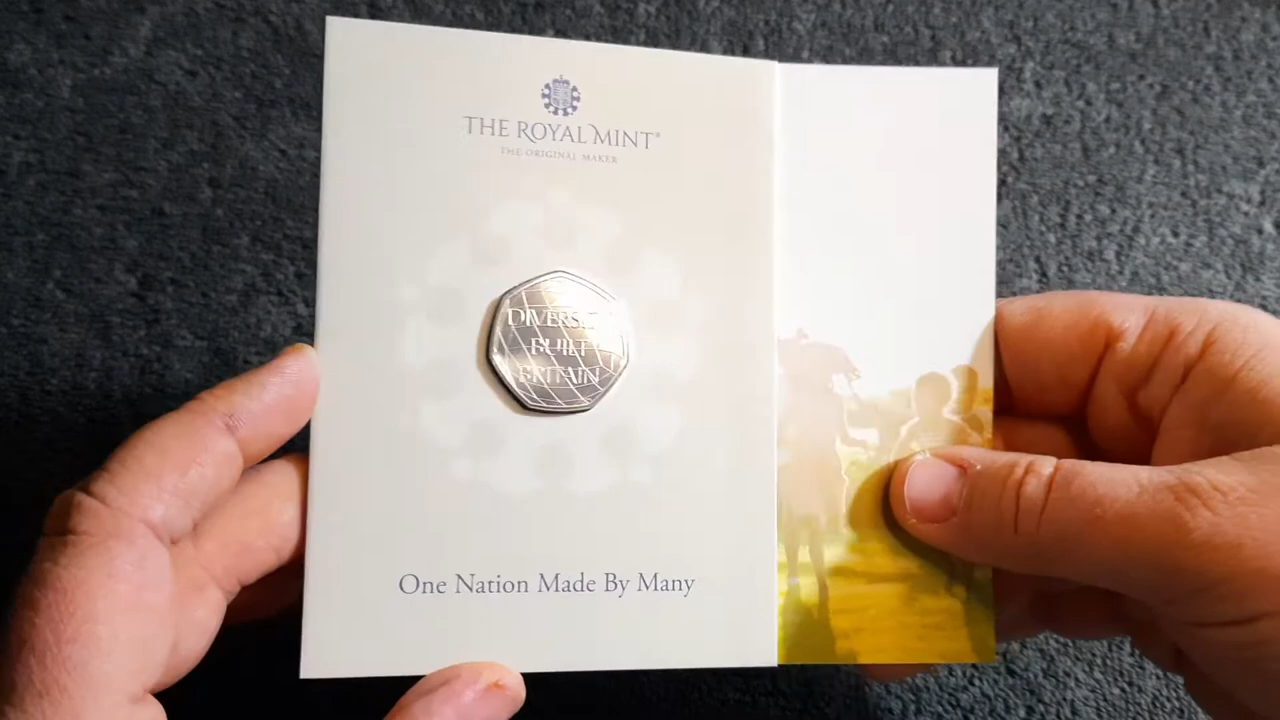 THE ROYAL MINT®
THE ORIGINAL MAKER
DIVERSITY
BUILT
BRITAIN
One Nation Made By Many